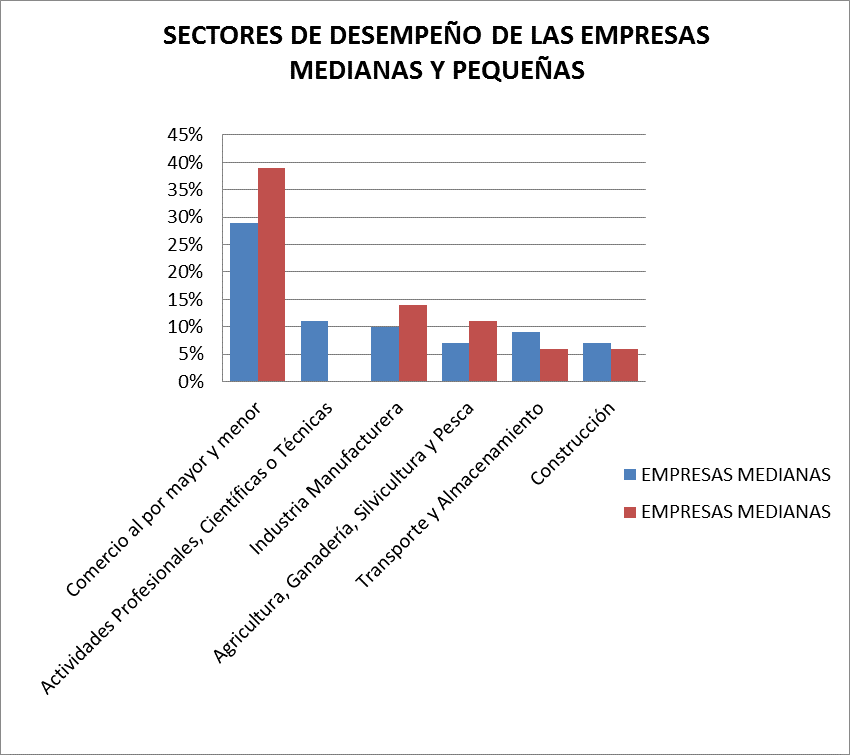 SECTORES DE DESEMPEÑO DE LAS EMPRESAS
MEDIANAS Y PEQUEÑAS
45%
40%
35%
30%
25%
20%
15%
10%
5%
0%
Comercio al por mayor y menor
Actividades Profesionales, Científicas o Técnicas
Industria Manufacturera
Agricultura, Ganadería, Silvicultura y Pesca
Transporte y Almacenamiento
Construcción
EMPRESAS MEDIANAS
EMPRESAS MEDIANAS